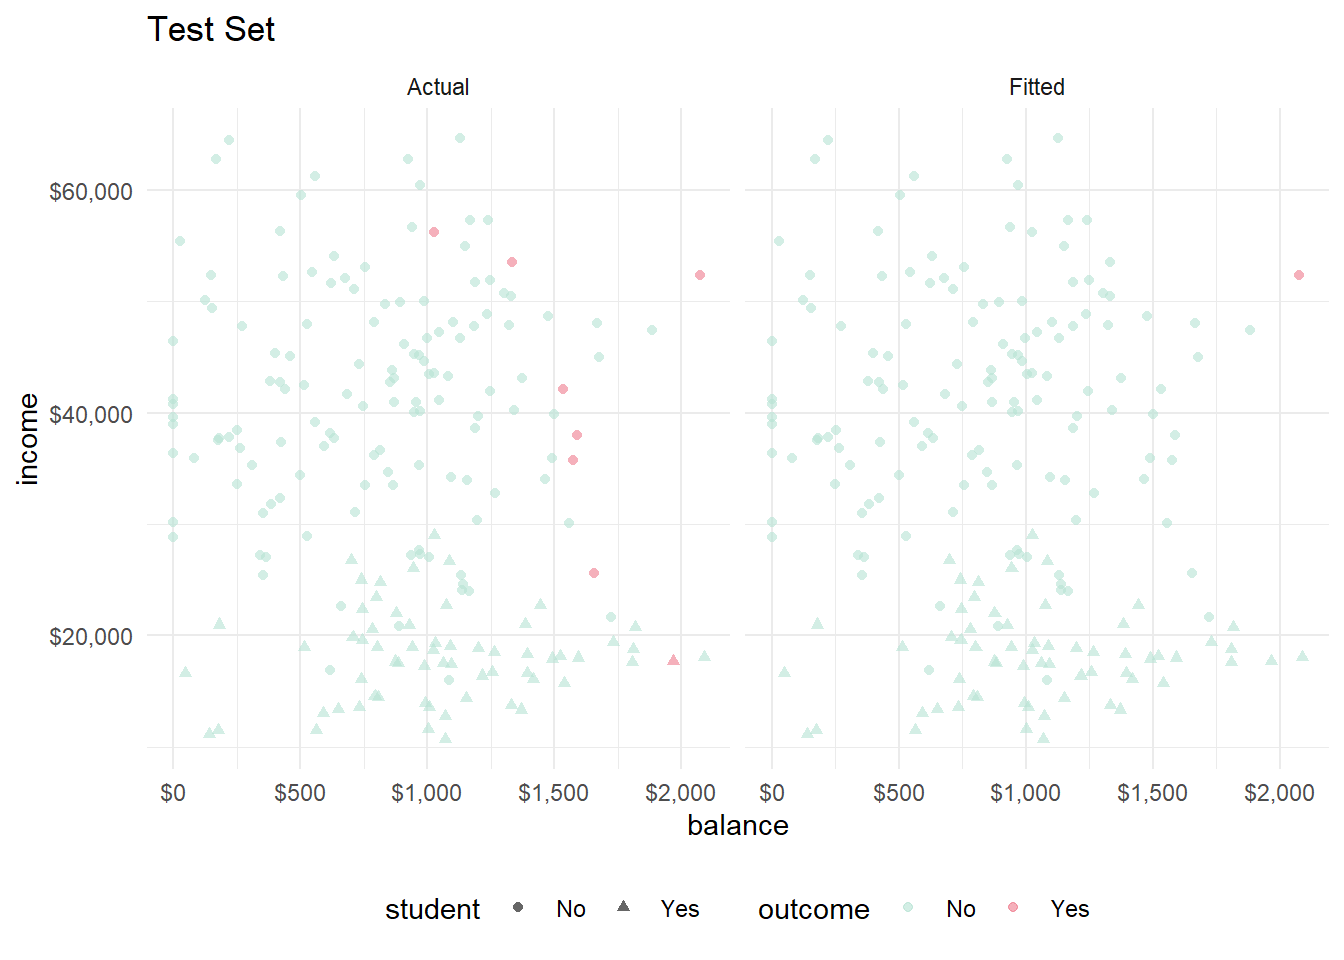 Test Set
Actual
Fitted
$60,000
$40,000
$20,000
income
$0
$500
$1,000
$1,500
$2,000
$0
$500
$1,000
$1,500
$2,000
balance
student No Yes outcome No Yes